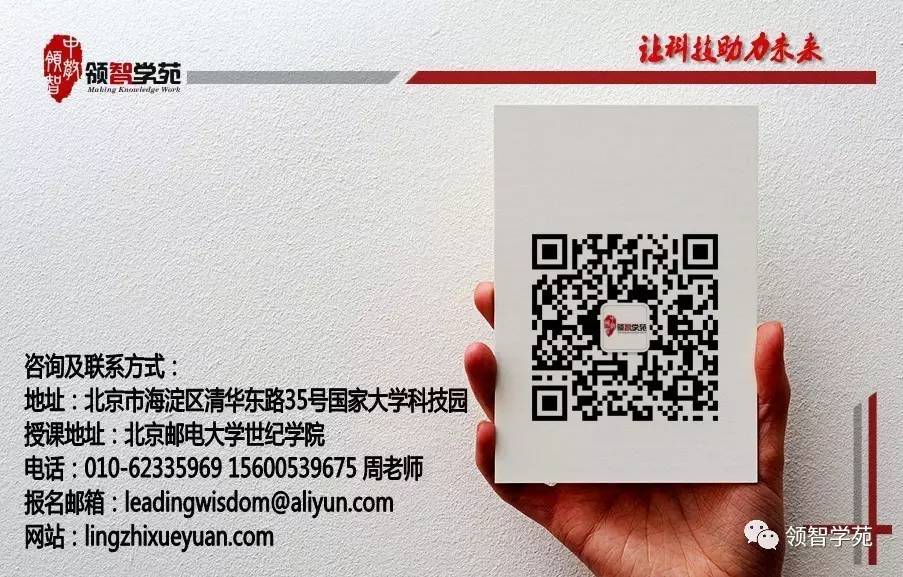 中教
領智
领智学苑
Making Knowledge Work
让科技助力未来
领智学苑
咨询及联系方式：
地址：北京市海淀区清华东路35号国家大学科技园
授课地址：北京邮电大学世纪学院
电话：010-62335969 15600539675 周老师
报名邮箱：leadingwisdom@aliyun.com
网站：lingzhixueyuan.com
领智学苑